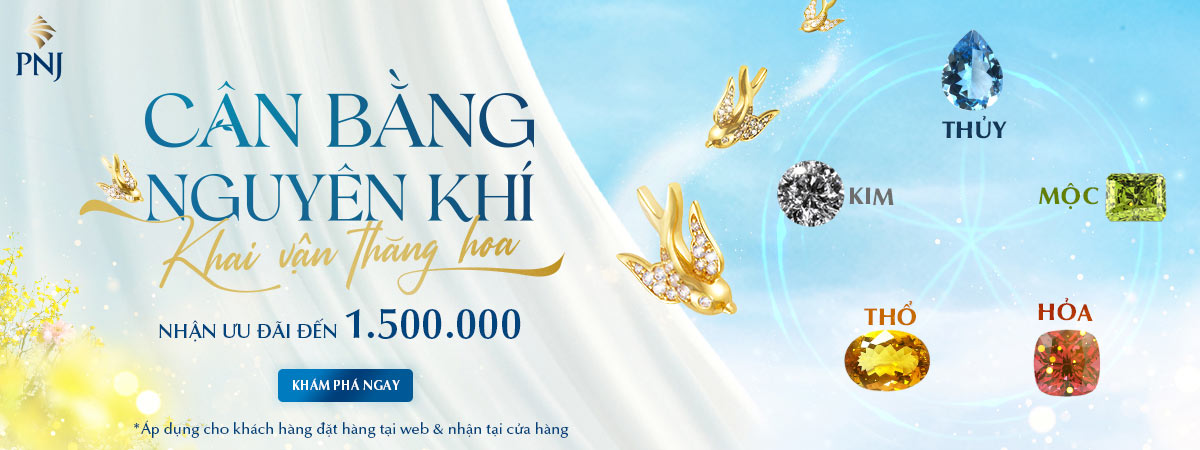 PNJ
CÂN BẰNG
NGUYÊN KHÍ
Khai vận thăng hoa
NHẬN ƯU ĐÃI ĐẾN 1.500.000
KHÁM PHÁ NGAY
*Áp dụng cho khách hàng đặt hàng tại web & nhận tại cửa hàng
THỦY
KIM
MỘC
THỔ
HỎA